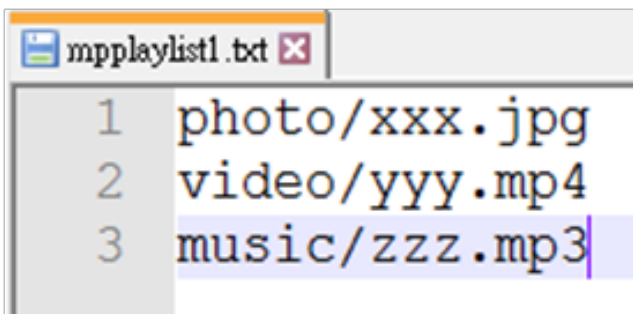 mpplaylist1.txt
1 photo/xxx.jpg
2 video/yyy.mp4
3 music/zzz.mp3